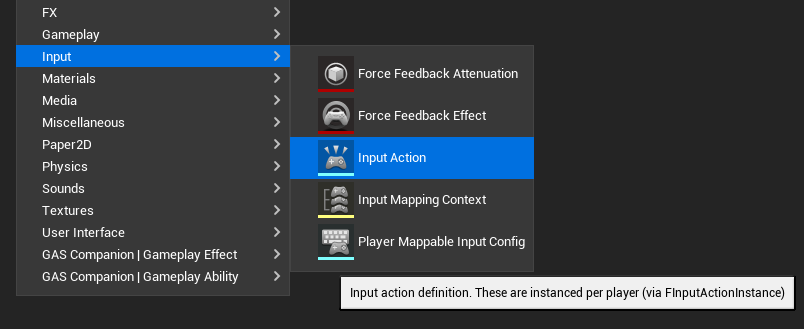 FX
Gameplay
Input
Materials
Media
Miscellaneous
Paper2D
Physics
Sounds
Textures
User Interface
GAS Companion | Gameplay Effect
GAS Companion | Gameplay Ability
Force Feedback Attenuation
Force Feedback Effect
Input Action
Input Mapping Context
Player Mappable Input Config
Input action definition. These are instanced per player (via FInputActionInstance)